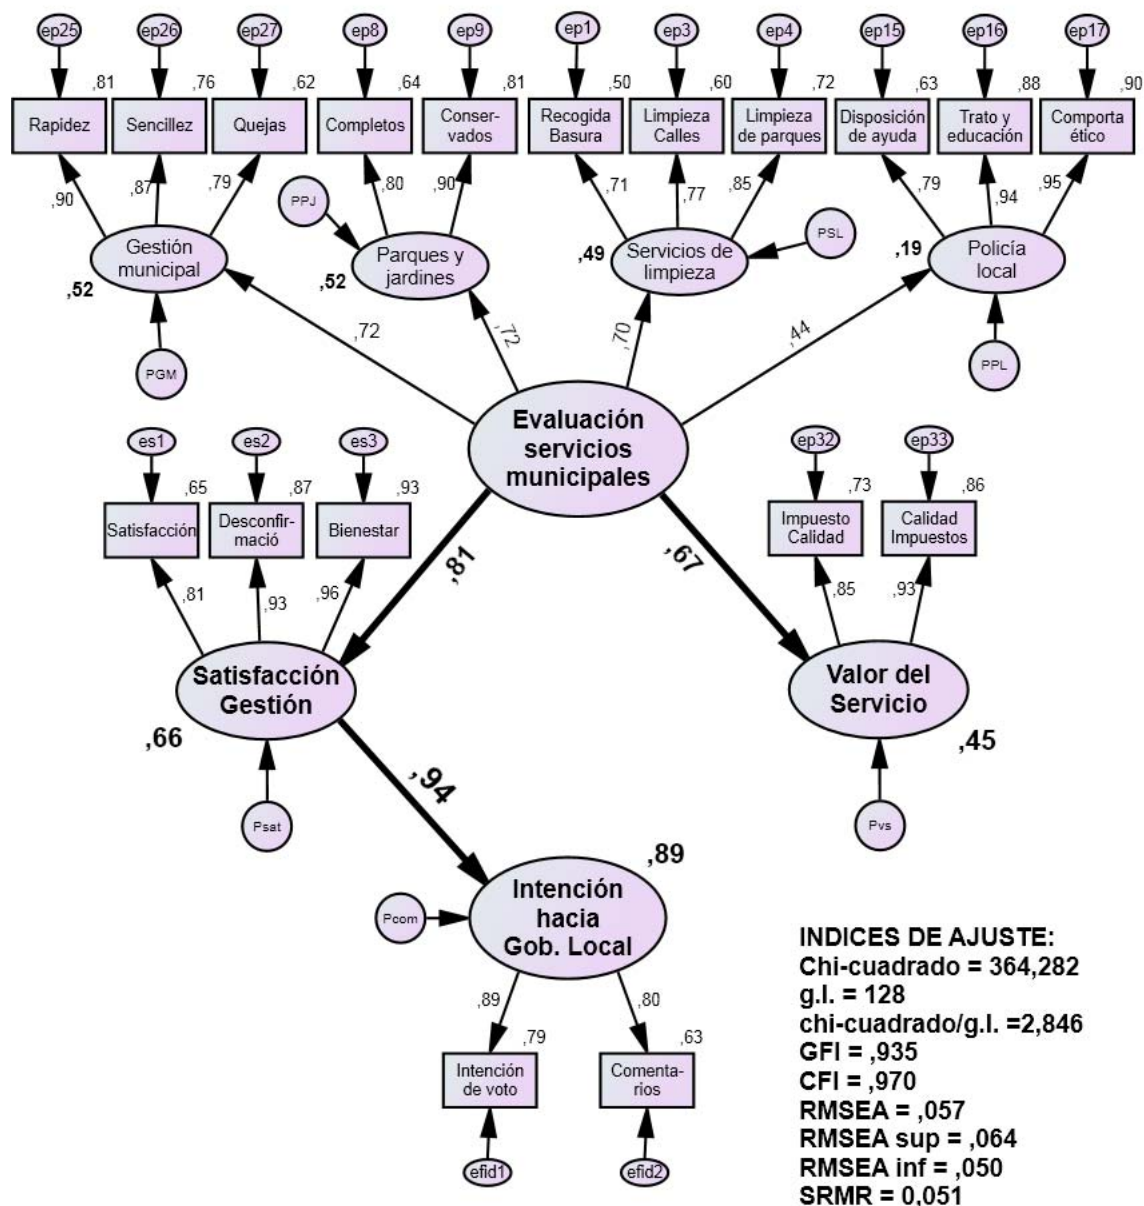 ep25
ep26
ep27
ep8
ep9
ep1
ep3
ep4
ep15
ep16
ep17
,81
,76
,62
,64
,81
,50
,60
,72
,63
,88
,90
Rapidez
Sencillez
Quejas
Completos
Conser-
vados
Recogida
Basura
Limpieza
Calles
Limpieza
de parques
Disposición
de ayuda
Trato y
educación
Comporta
ético
,90
,87
,79
,80
,90
,71
,77
,85
,79
,94
,95
PPJ
PSL
Gestión
municipal
,52
Parques y
jardines
,52
Servicios de
limpieza
,49
Policía
local
,19
PGM
PPL
,72
,72
,70
,44
Evaluación
servicios
municipales
es1
es2
es3
,65
,87
,93
Satisfacción
Desconfir-
mació
Bienestar
,81
,93
,96
ep32
ep33
,73
,86
Impuesto
Calidad
Calidad
Impuestos
,85
,93
,81
,67
Satisfacción
Gestión
,66
Valor del
Servicio
,45
Psat
Pvs
,94
,89
Intención
hacia
Gob. Local
Pcom
,89
,80
,79
,63
Intención
de voto
Comenta-
rios
efid1
efid2
INDICES DE AJUSTE:
Chi-cuadrado = 364,282
g.l. = 128
chi-cuadrado/g.l. =2,846
GFI = ,935
CFI = ,970
RMSEA = ,057
RMSEA sup = ,064
RMSEA inf = ,050
SRMR = 0,051